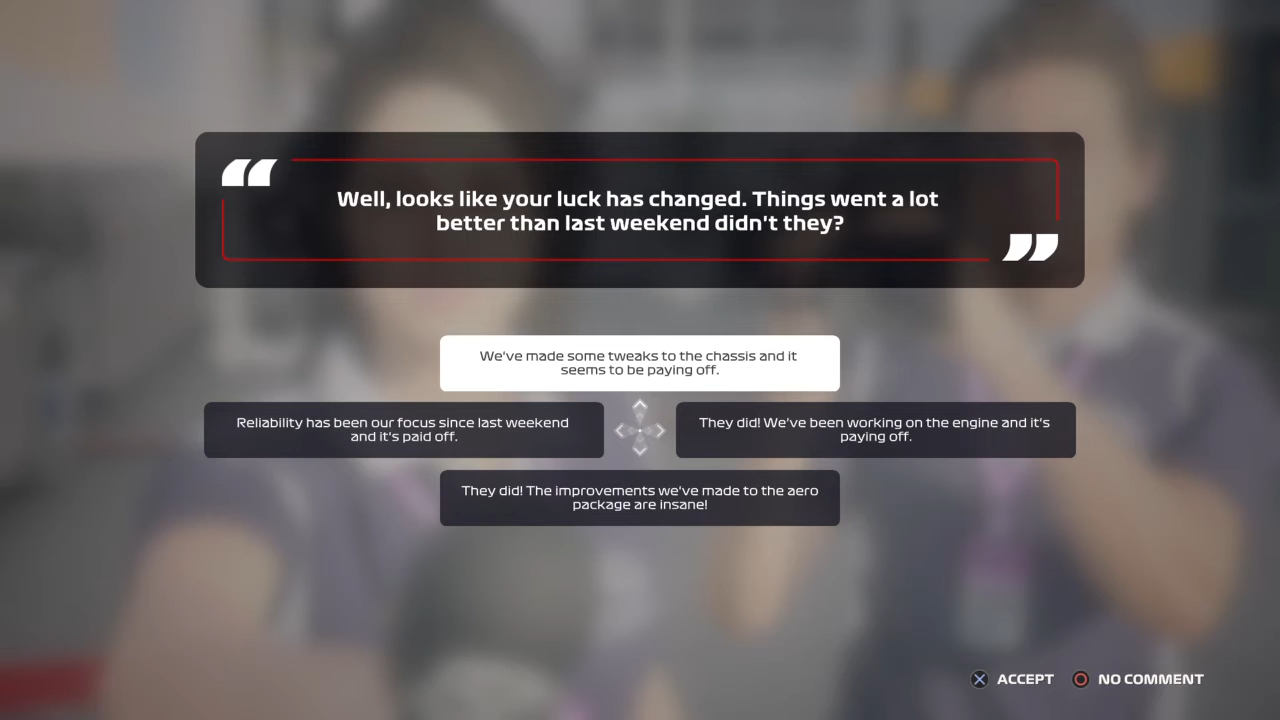 Well, looks like your luck has changed. Things went a lot
better than last weekend didn't they?
We've made some tweaks to the chassis and it
seems to be paying off.
Reliability has been our focus since last weekend
and it's paid off.
They did! We've been working on the engine and it's
paying off.
They did! The improvements we've made to the aero
package are insane!
ACCEPT
NO COMMENT